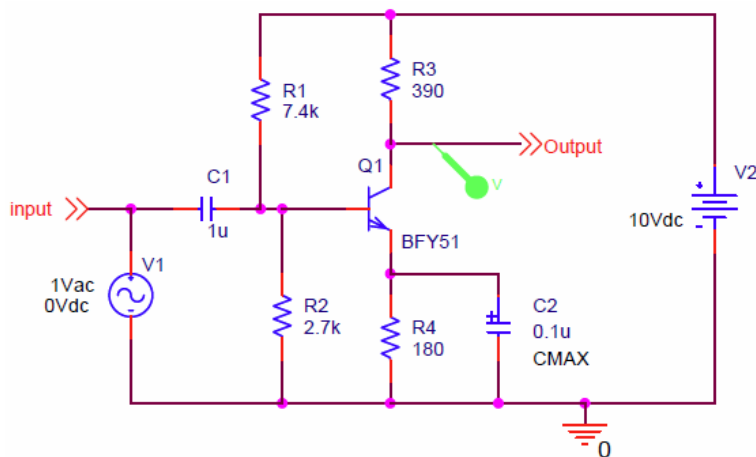 R1
7.4k
R3
390
Output
Q1
V
V2
C1
input
1u
BFY51
10Vdc
V1
1Vac
0Vdc
R2
2.7k
R4
180
C2
0.1u
CMAX
0